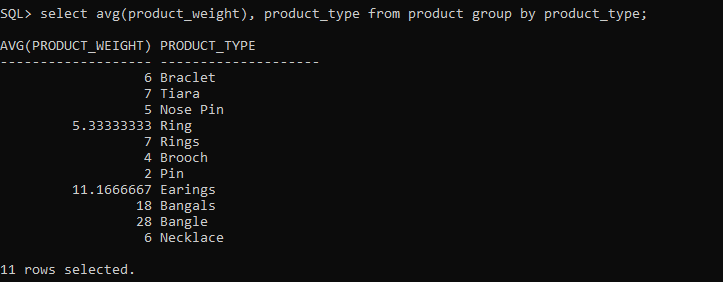 SQL> select avg(product_weight), product_type from product group by product_type;
AVG(PRODUCT_WEIGHT) PRODUCT_TYPE
------------------- --------------------
6 Braclet
7 Tiara
5 Nose Pin
5.33333333 Ring
7 Rings
4 Brooch
2 Pin
11.1666667 Earings
18 Bangals
28 Bangle
6 Necklace
11 rows selected.